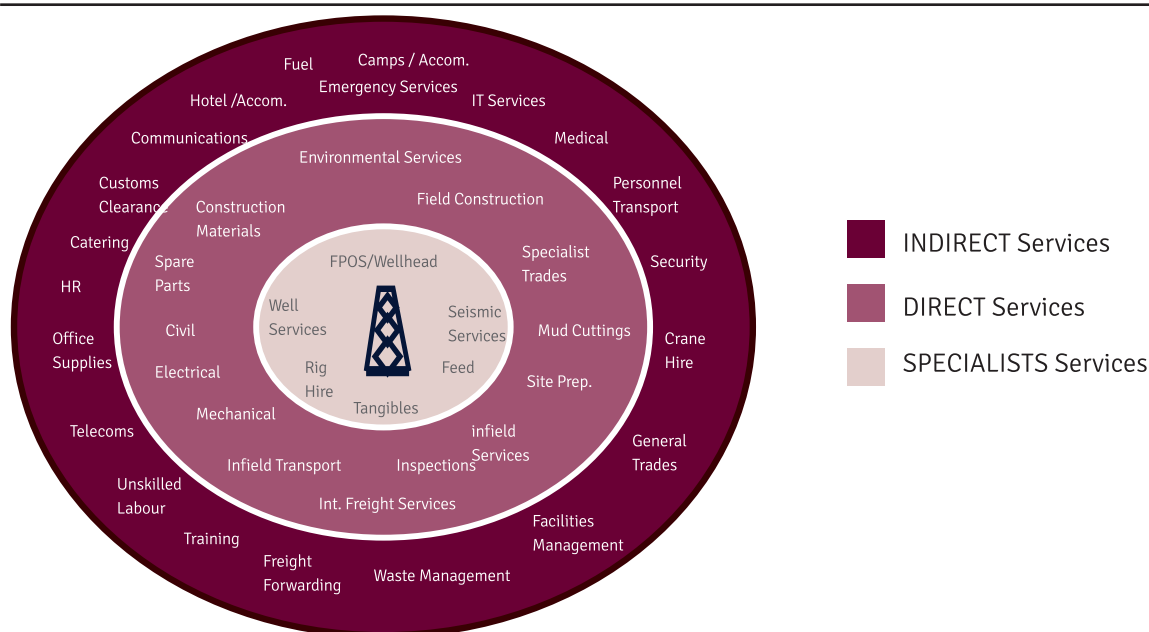 Fuel
Camps / Accom.
Emergency Services
Hotel /Accom.
IT Services
Communications
Medical
Customs
Clearance
Personnel
Transport
Catering
Security
HR
Office
Supplies
Crane
Hire
Telecoms
General
Trades
Unskilled
Labour
Training
Facilities
Management
Freight
Forwarding
Waste Management
Environmental Services
Field Construction
Construction
Materials
Specialist
Trades
Spare
Parts
Civil
Mud Cuttings
Electrical
Site Prep.
Mechanical
infield
Services
Infield Transport
Inspections
Int. Freight Services
FPOS/Wellhead
Well
Services
Seismic
Services
Rig
Hire
Feed
Tangibles
INDIRECT Services
DIRECT Services
SPECIALISTS Services